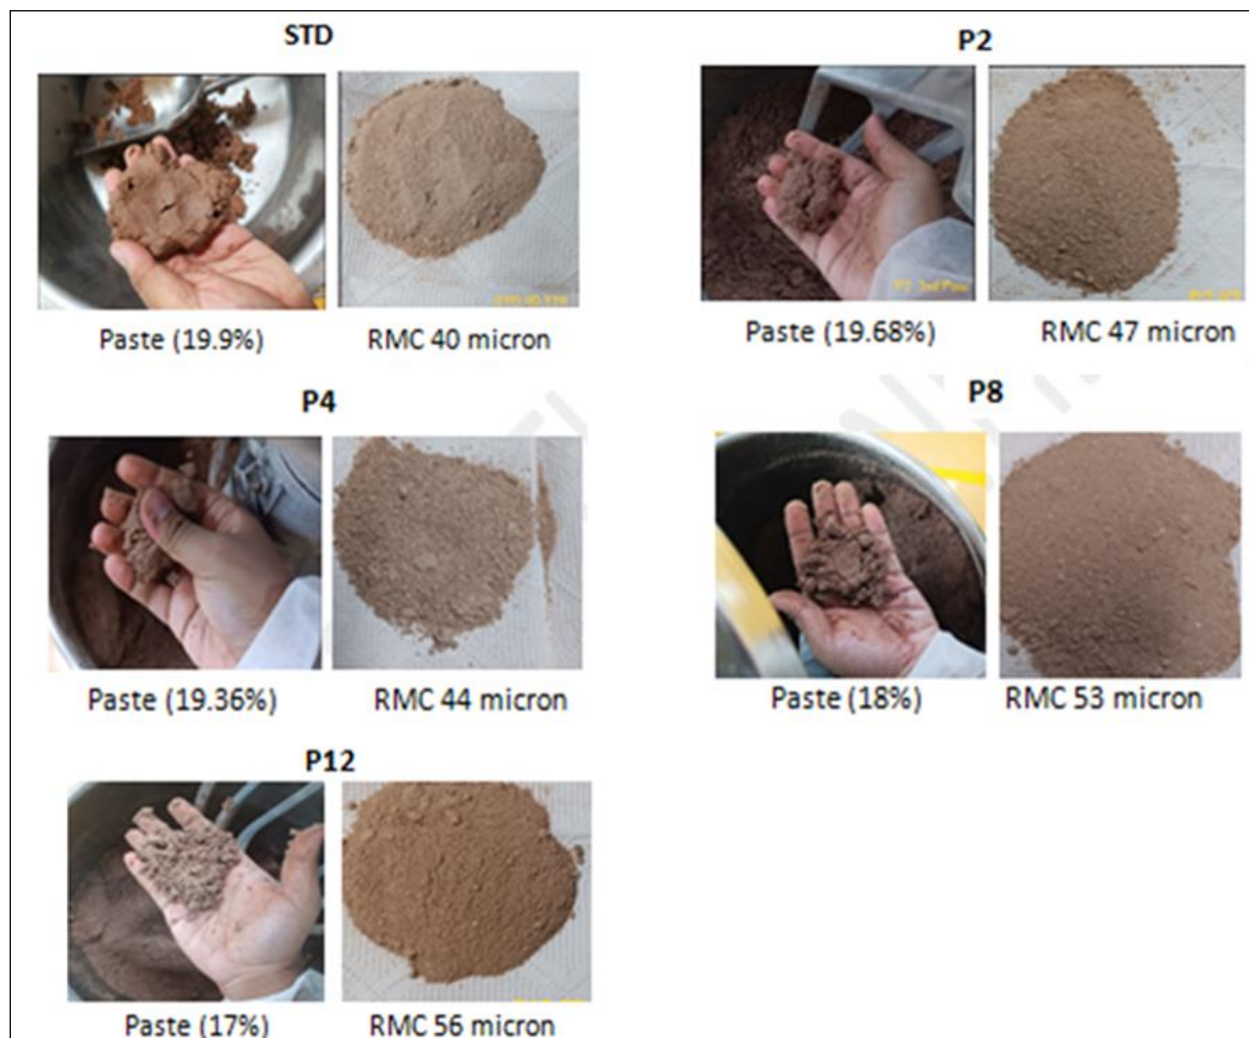 STD
P2
Paste (19.9%)
RMC 40 micron
Paste (19.68%)
RMC 47 micron
P4
P8
Paste (19.36%)
RMC 44 micron
Paste (18%)
RMC 53 micron
P12
Paste (17%)
RMC 56 micron